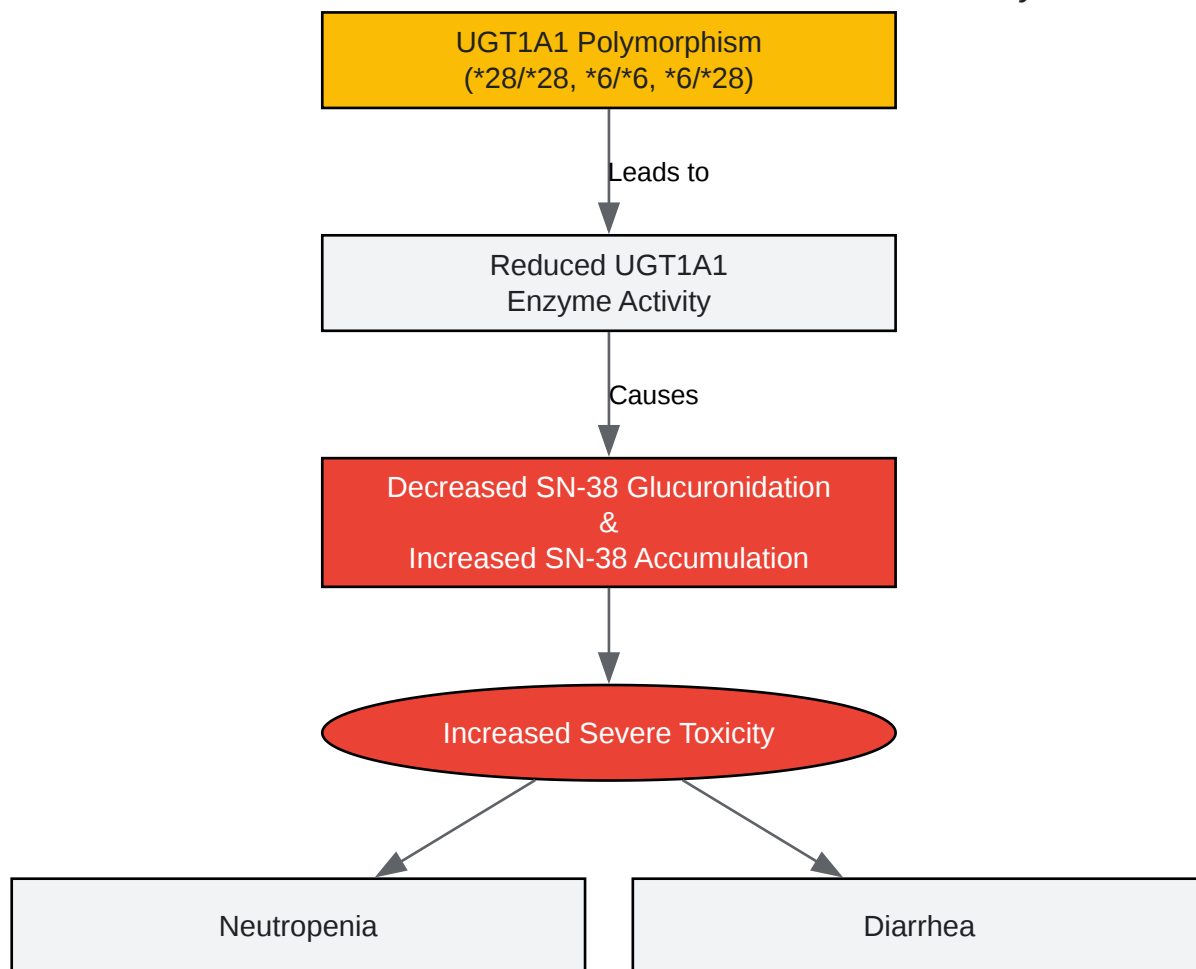 UGT1A1 Polymorphism
(*28/*28, *6/*6, *6/*28)
Leads to
Reduced UGT1A1
Enzyme Activity
Causes
Decreased SN-38 Glucuronidation
&
Increased SN-38 Accumulation
Increased Severe Toxicity
Neutropenia
Diarrhea